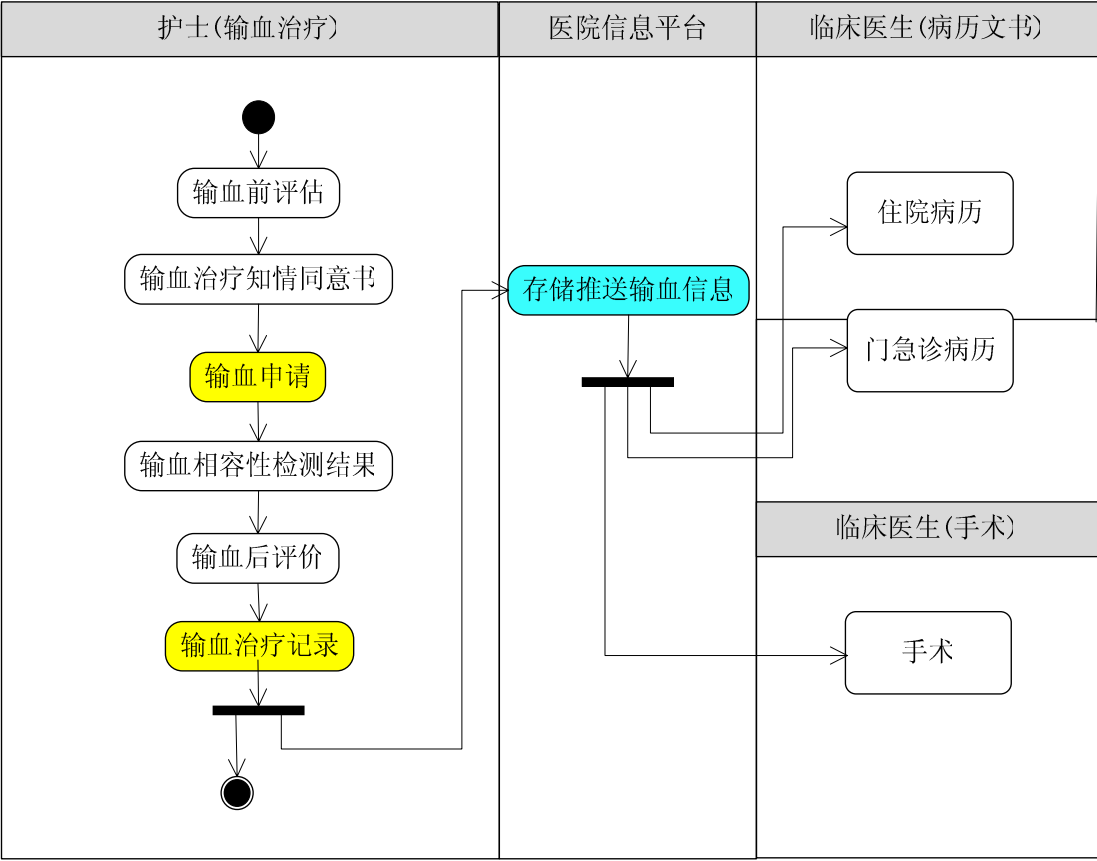 护士(输血治疗)
医院信息平台
临床医生(病历文书)
输血前评估
输血治疗知情同意书
输血申请
输血相容性检测结果
输血后评价
输血治疗记录
存储推送输血信息
住院病历
门急诊病历
临床医生(手术)
手术